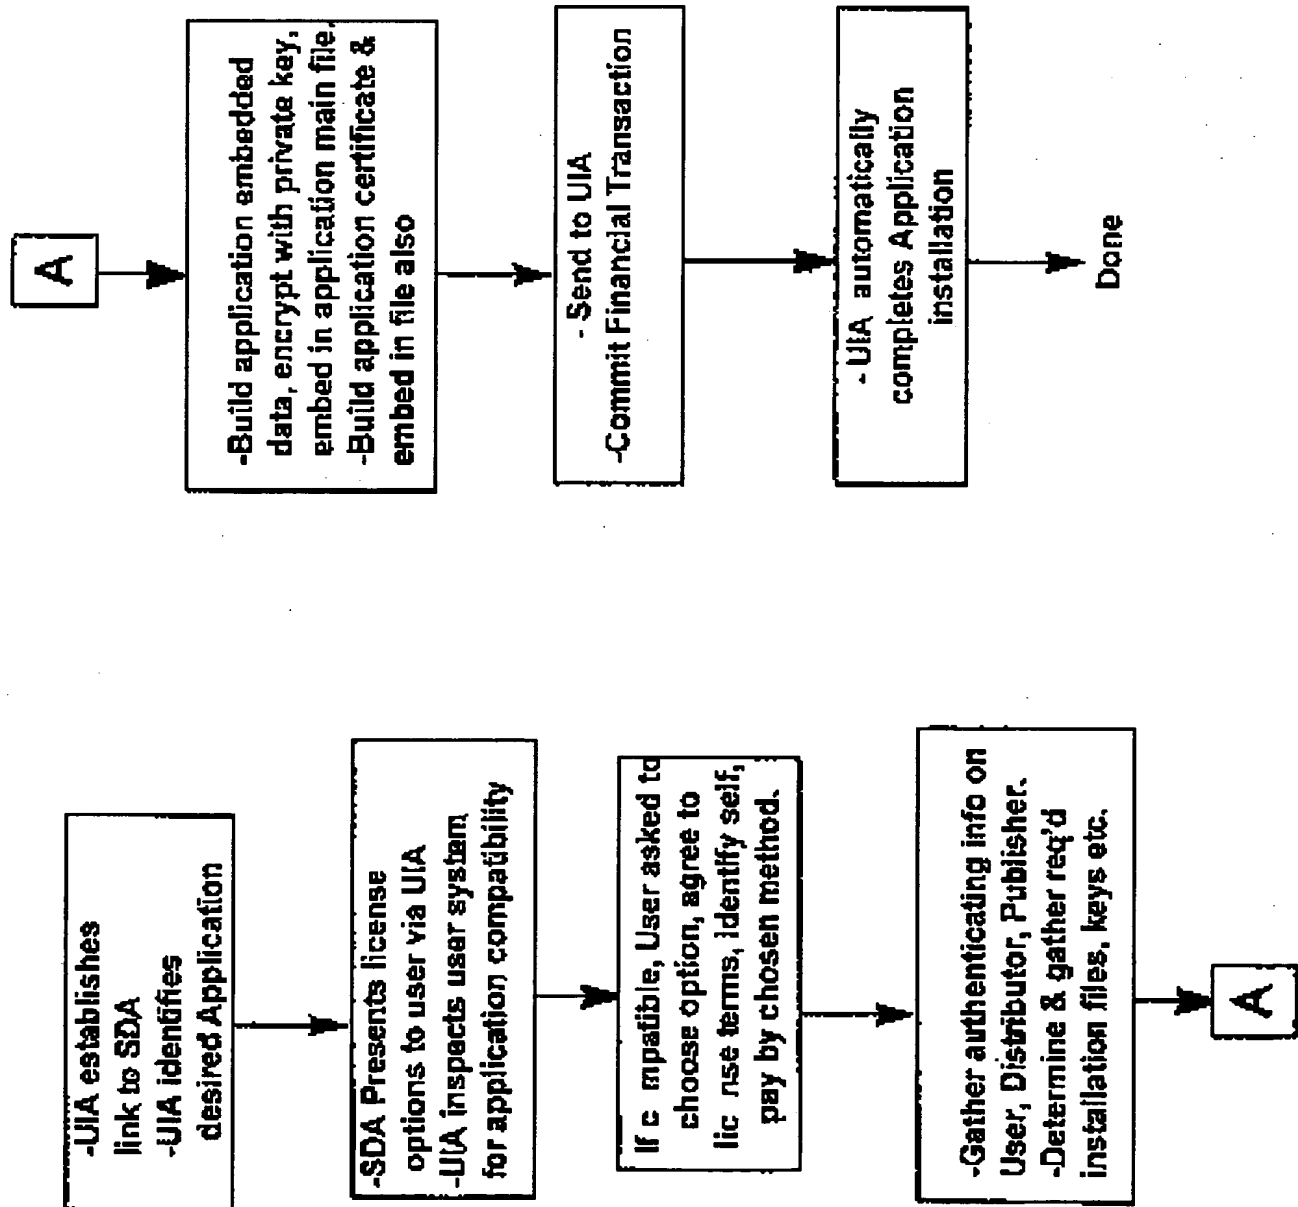 -UIA establishes
link to SDA
-UIA identifies
desired Application
-SDA Presents license
options to user via UIA
-UIA inspects user system
for application compatibility
If c mpatible, User asked to
choose option, agree to
lic nse terms, identify self,
pay by chosen method.
-Gather authenticating info on
User, Distributor, Publisher.
-Determine & gather req'd
installation files, keys etc.
A
A
-Build application embedded
data, encrypt with private key,
embed in application main file.
-Build application certificate &
embed in file also
- Send to UIA
-Commit Financial Transaction
- UIA automatically
completes Application
installation
Done